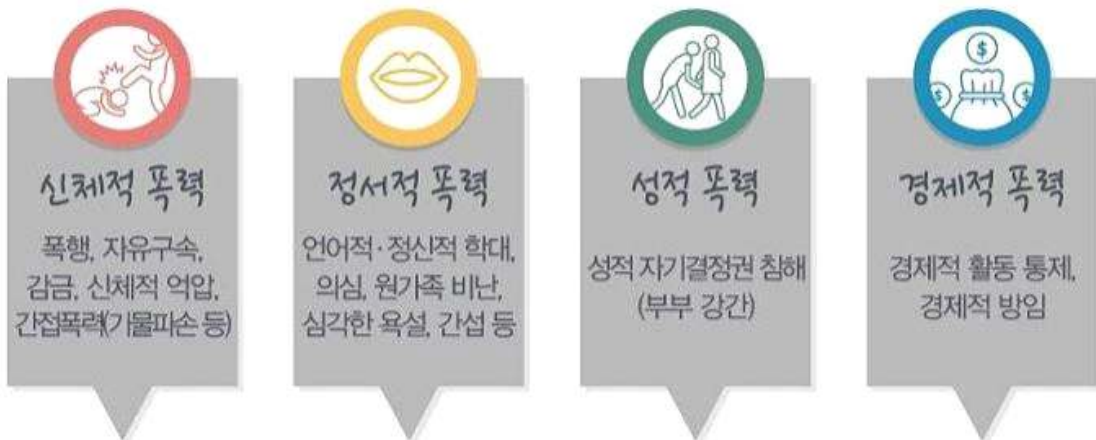 신체적 폭력
폭행, 자유구속,
감금, 신체적 억압,
간접폭력(가물파손 등)
정서적 폭력
언어적·정신적 학대,
의심, 원가족 비난,
심각한 욕설, 간섭 등
성적 폭력
성적 자기결정권 침해
(부부 강간)
경제적 폭력
경제적 활동 통제,
경제적 방임
$
$
$